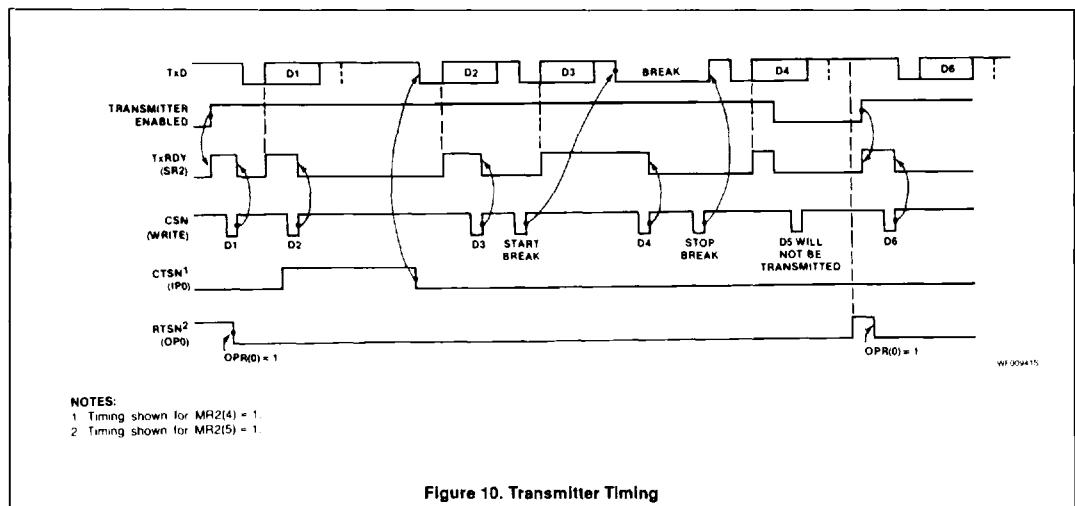 TxD
D1
D2
D3
BREAK
D4
D6
TRANSMITTER
ENABLED
TxRDY
(SR2)
CSN
(WRITE)
D1
D2
D3
START
BREAK
D4
STOP
BREAK
D5 WILL
NOT BE
TRANSMITTED
D6
CTSN1
(IP0)
RTSN2
(OP0)
OPR(0) = 1
OPR(0) = 1
WF00941S
NOTES:
1 Timing shown for MR2(4) = 1.
2 Timing shown for MR2(5) = 1.
Figure 10. Transmitter Timing